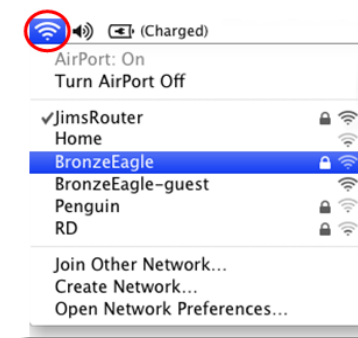 (Charged)
AirPort: On
Turn AirPort Off
✓JimsRouter
Home
BronzeEagle
BronzeEagle-guest
Penguin
RD
Join Other Network...
Create Network...
Open Network Preferences...